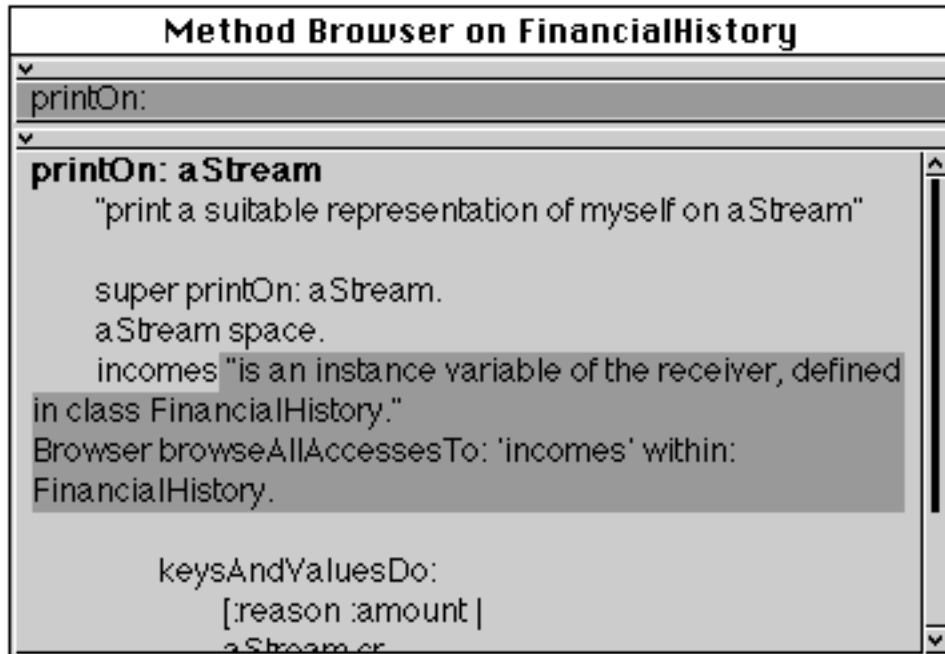 Method Browser on FinancialHistory
printOn:
printOn: aStream
"print a suitable representation of myself on aStream"
super printOn: aStream.
aStream space.
incomes "is an instance variable of the receiver, defined
in class FinancialHistory."
Browser browseAllAccessesTo: 'incomes' within:
FinancialHistory.
keysAndValuesDo:
[:reason :amount |
aStream cr